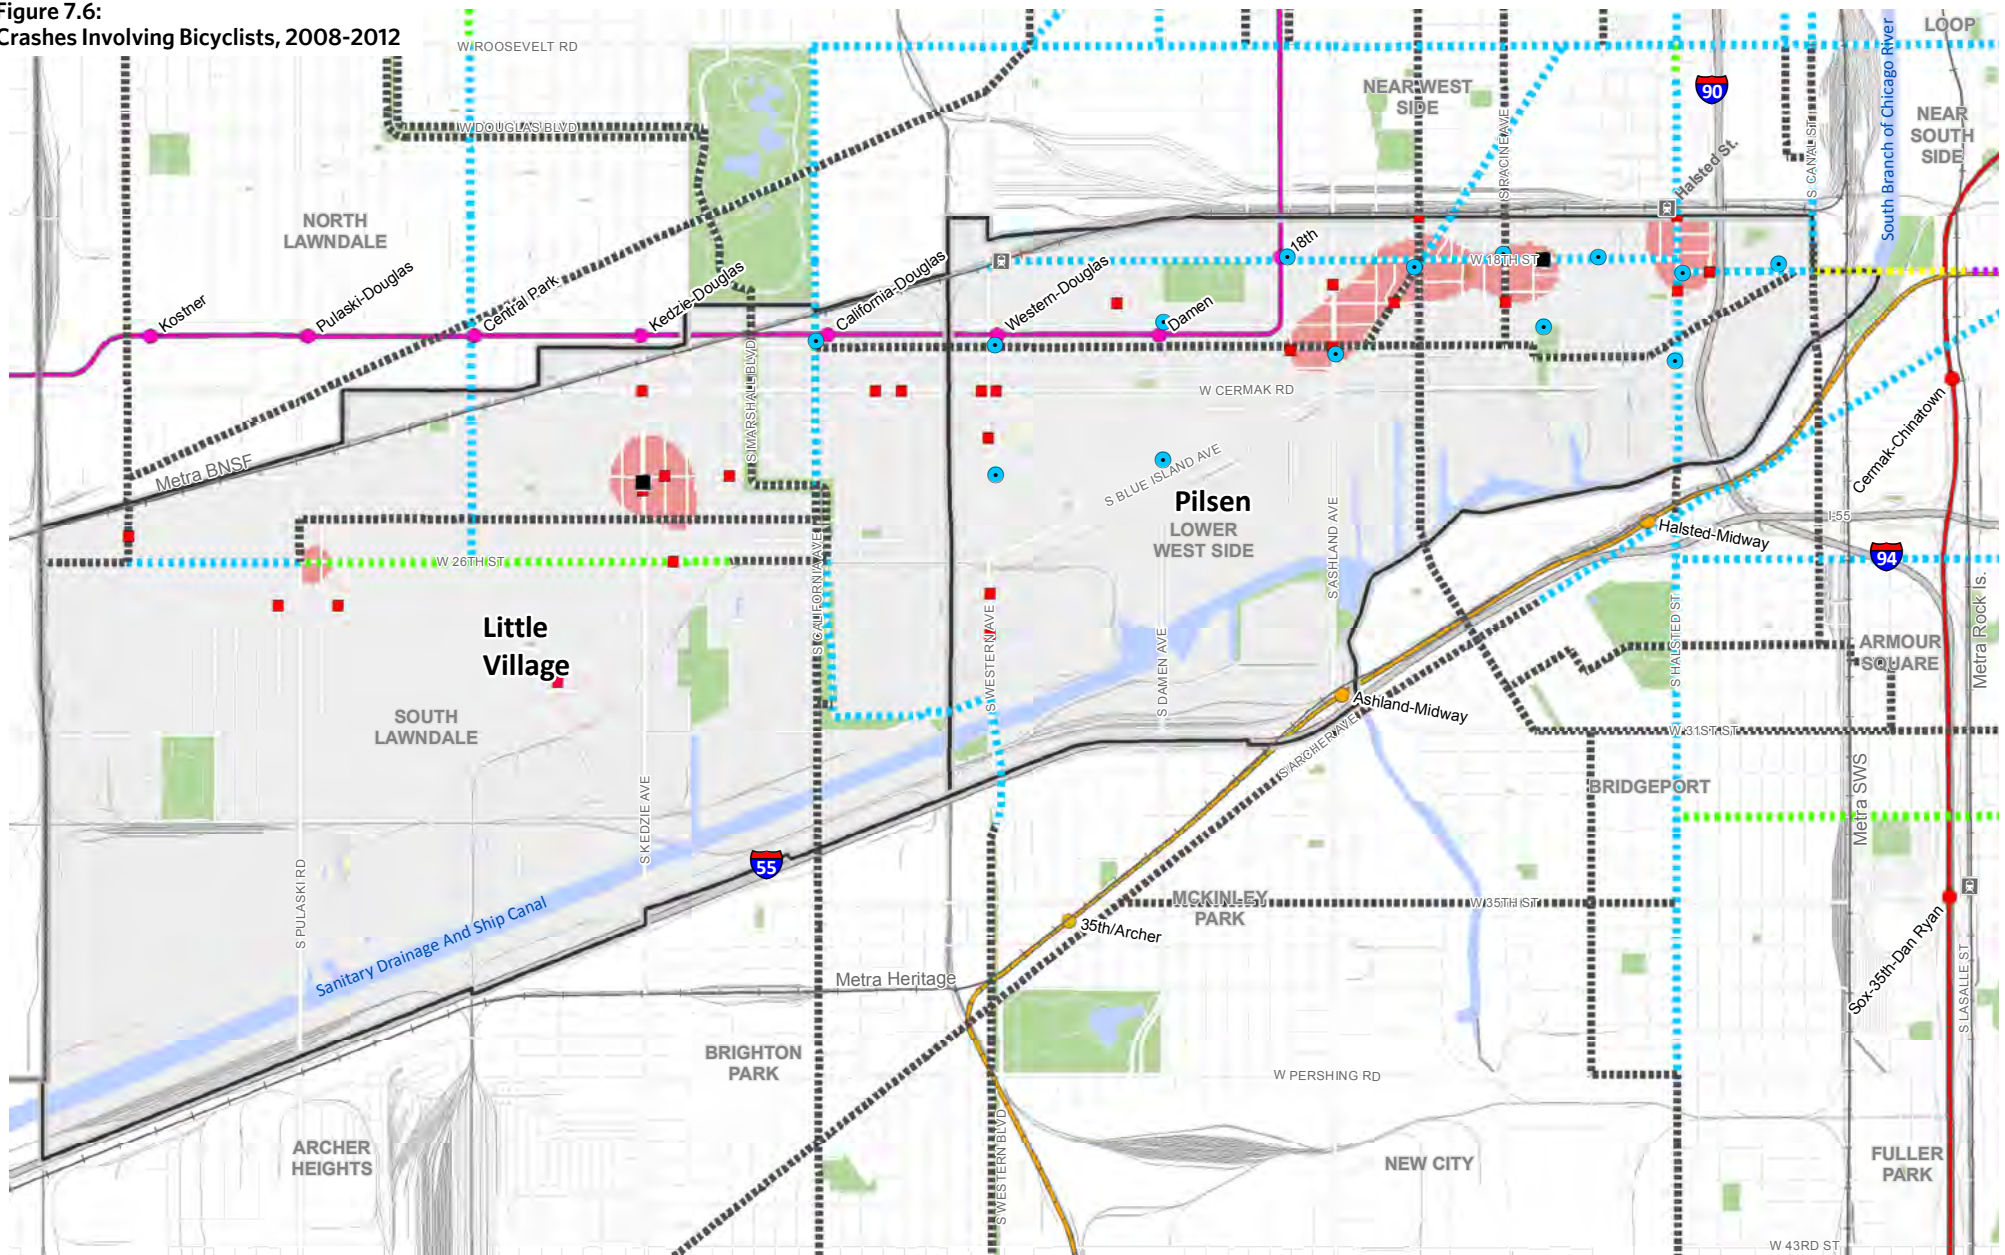 Figure 7.6:
Crashes Involving Bicyclists, 2008-2012
W ROOSEVELT RD
LOOP
South Branch of Chicago River
90
NEAR WEST
SIDE
NEAR
SOUTH
SIDE
W DOUGLAS BLVD
S RACINE AVE
S CANAL ST
Halsted St.
NORTH
LAWNDALE
Kostner
Pulaski-Douglas
Central Park
Kedzie-Douglas
California-Douglas
Western-Douglas
Damen
18th
W 18TH ST
S MARSHALL BLVD
W CERMAK RD
Cermak-Chinatown
Metra BNSF
S BLUE ISLAND AVE
Pilsen
LOWER
WEST SIDE
S ASHLAND AVE
Halsted-Midway
I-55
94
W 26TH ST
S CALIFORNIA AVE
Little
Village
S WESTERN AVE
S DAMEN AVE
S HALSTED ST
ARMOUR
SQUARE
Metra Rock Is.
SOUTH
LAWNDALE
Ashland-Midway
S ARCHER AVE
W 31ST ST
BRIDGEPORT
Metra SWS
S KEDZIE AVE
55
S PULASKI RD
Sanitary Drainage And Ship Canal
MCKINLEY
PARK
W 35TH ST
35th/Archer
Sox-35th-Dan Ryan
S LASALLE ST
Metra Heritage
BRIGHTON
PARK
W PERSHING RD
ARCHER
HEIGHTS
S WESTERN BLVD
NEW CITY
FULLER
PARK
W 43RD ST